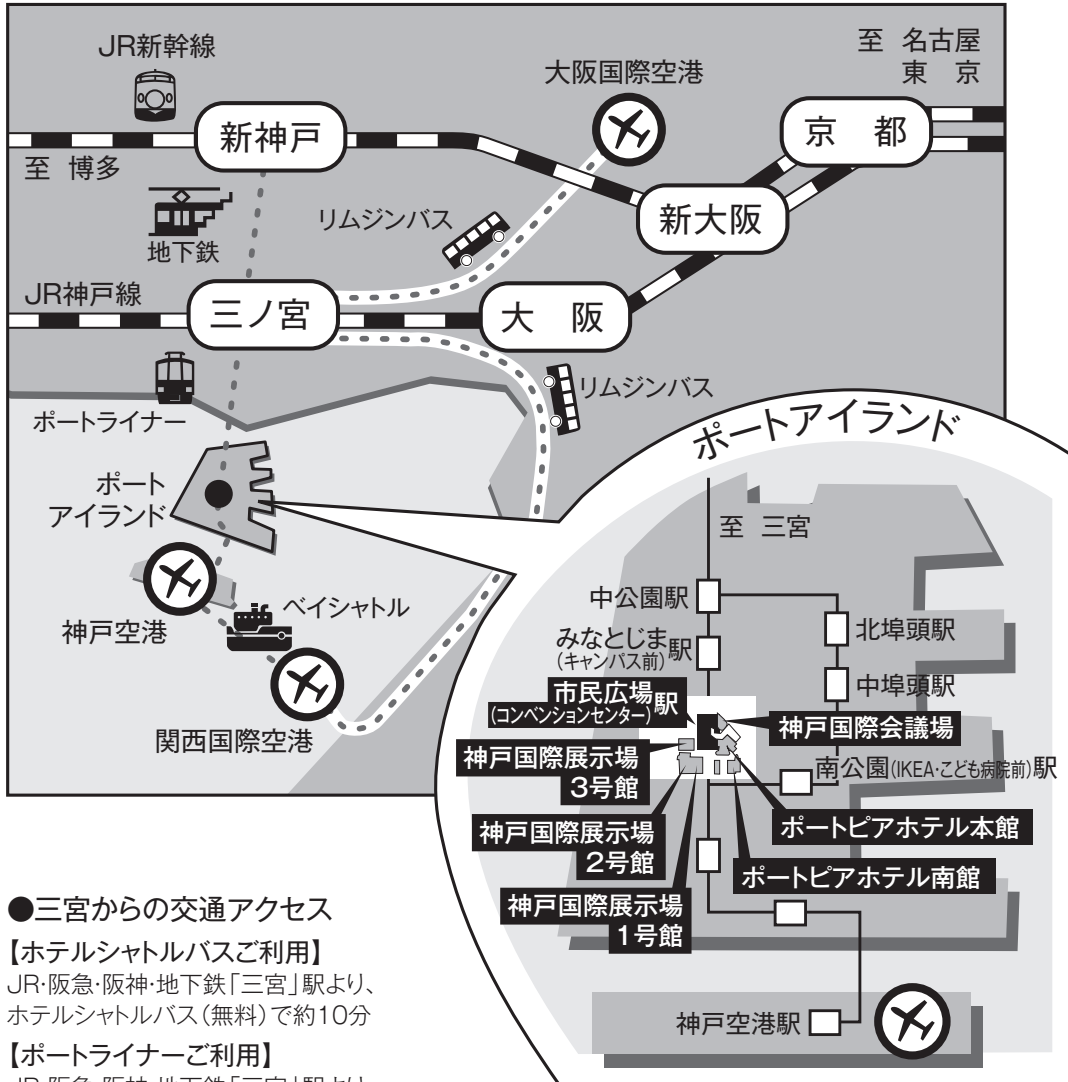 JR新幹線
至 名古屋
東 京
大阪国際空港
新神戸
京 都
至 博多
地下鉄
リムジンバス
新大阪
JR神戸線
三ノ宮
大 阪
リムジンバス
ポートライナー
ポート
アイランド
神戸空港
ベイシャトル
関西国際空港
ポートアイランド
至 三宮
中公園駅
北埠頭駅
みなとじま駅
(キャンパス前)
中埠頭駅
市民広場駅
(コンベンションセンター)
神戸国際会議場
神戸国際展示場
3号館
南公園(IKEA・こども病院前)駅
神戸国際展示場
2号館
ポートピアホテル本館
ポートピアホテル南館
神戸国際展示場
1号館
神戸空港駅
●三宮からの交通アクセス
【ホテルシャトルバスご利用】
JR・阪急・阪神・地下鉄「三宮」駅より、
ホテルシャトルバス(無料)で約10分
【ポートライナーご利用】
JR・阪急・阪神・地下鉄「三宮」駅より